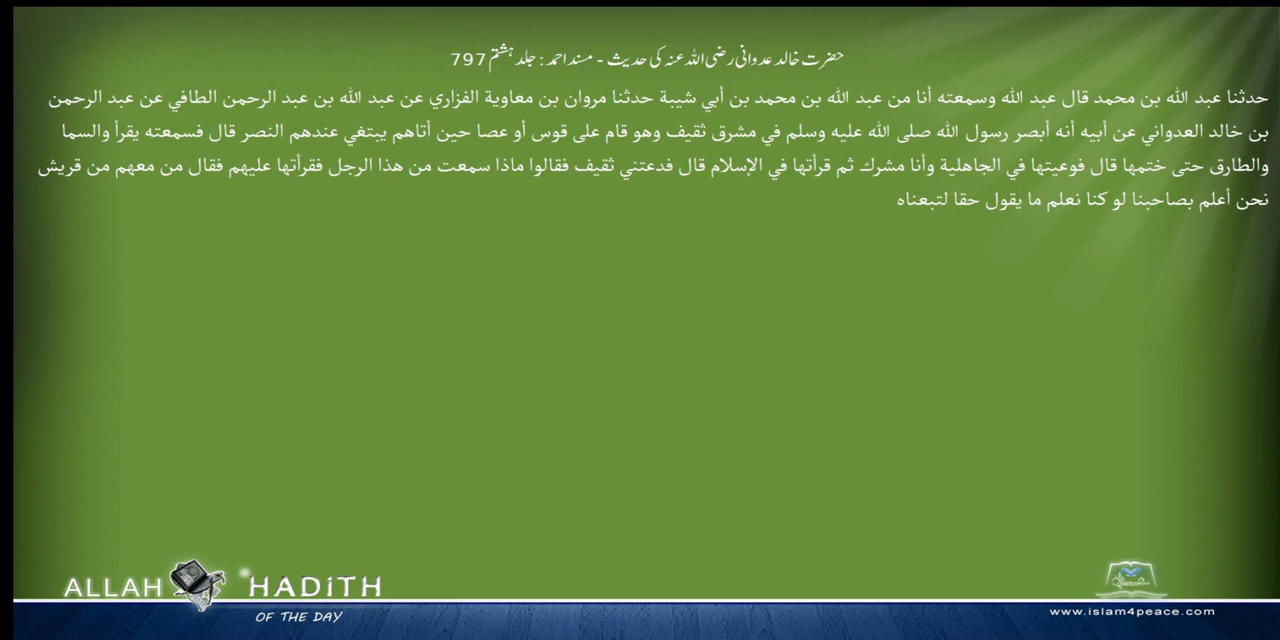 حضرت خالد عدوانی رضی اللہ عنہ کی حدیث - مسند احمد : جلد ہشتم 797
حدثنا عبد الله بن محمد قال عبد الله وسمعته أنا من عبد الله بن محمد بن أبي شيبة حدثنا مروان بن معاوية الفزاري عن عبد الله بن عبد الرحمن الطافي عن عبد الرحمن
بن خالد العدواني عن أبيه أنه أبصر رسول الله صلى الله عليه وسلم في مشرق ثقيف وهو قام على قوس أو عصا حين أتاهم يبتغي عندهم النصر قال فسمعته يقرأ والسما
والطارق حتى ختمها قال فوعيتها في الجاهلية وأنا مشرك ثم قرأتها في الإسلام قال فدعتني ثقيف فقالوا ماذا سمعت من هذا الرجل فقرأتها عليهم فقال من معهم من قريش
نحن أعلم بصاحبنا لو كنا نعلم ما يقول حقا لتبعناه
ALLAH HADITH
OF THE DAY
www.islam4peace.com